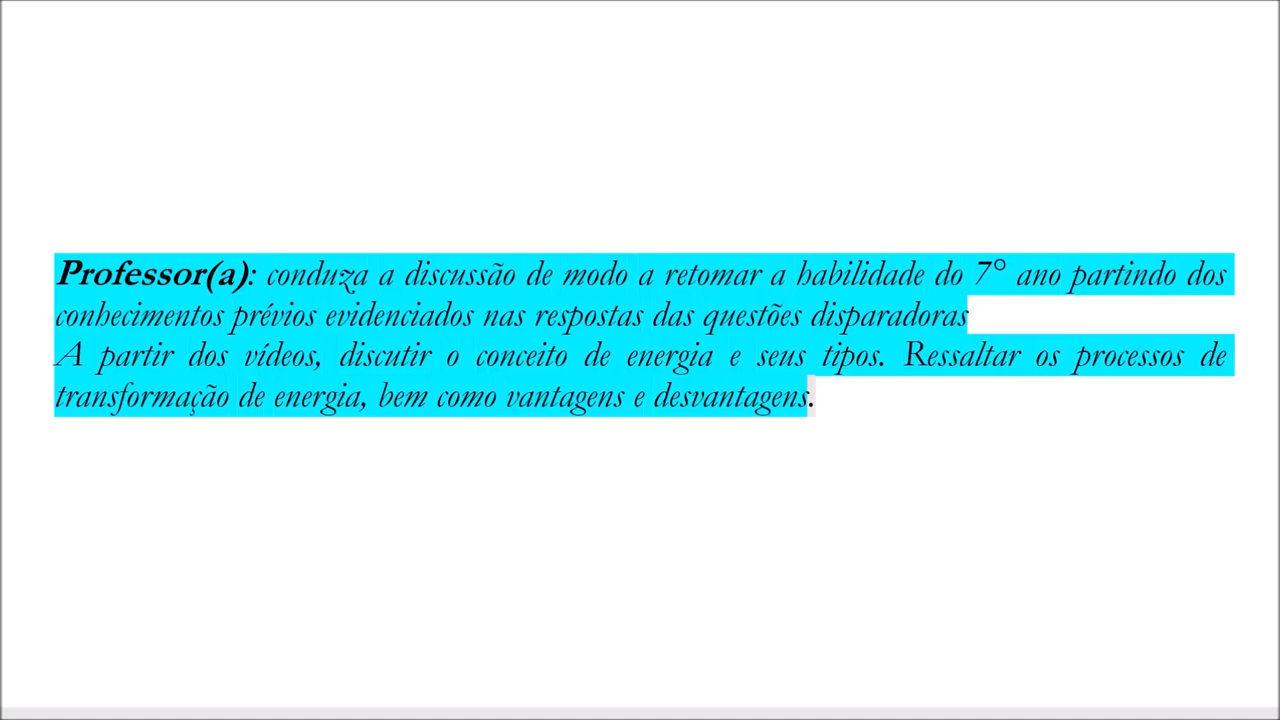 Professor(a): conduza a discussão de modo a retomar a habilidade do 7° ano partindo dos
conhecimentos prévios evidenciados nas respostas das questões disparadoras
A partir dos vídeos, discutir o conceito de energia e seus tipos. Ressaltar os processos de
transformação de energia, bem como vantagens e desvantagens.